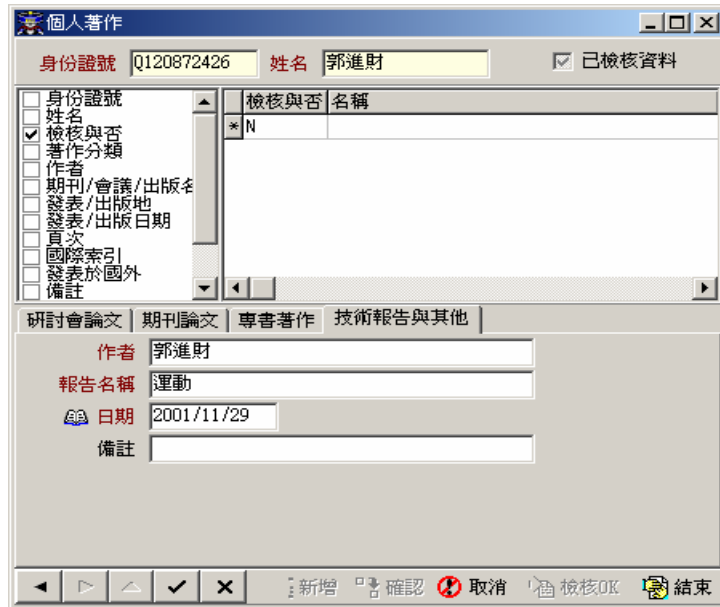 個人著作
身份證號 Q120872426 姓名 郭進財 已檢核資料
身份證號
姓名
檢核與否
著作分類
作者
期刊/會議/出版名
發表/出版地
發表/出版日期
頁次
國際索引
發表於國外
備註
檢核與否 名稱
* N
研討會論文 期刊論文 專書著作 技術報告與其他
作者 郭進財
報告名稱 運動
日期 2001/11/29
備註
新增 確認 取消 檢核OK 結束